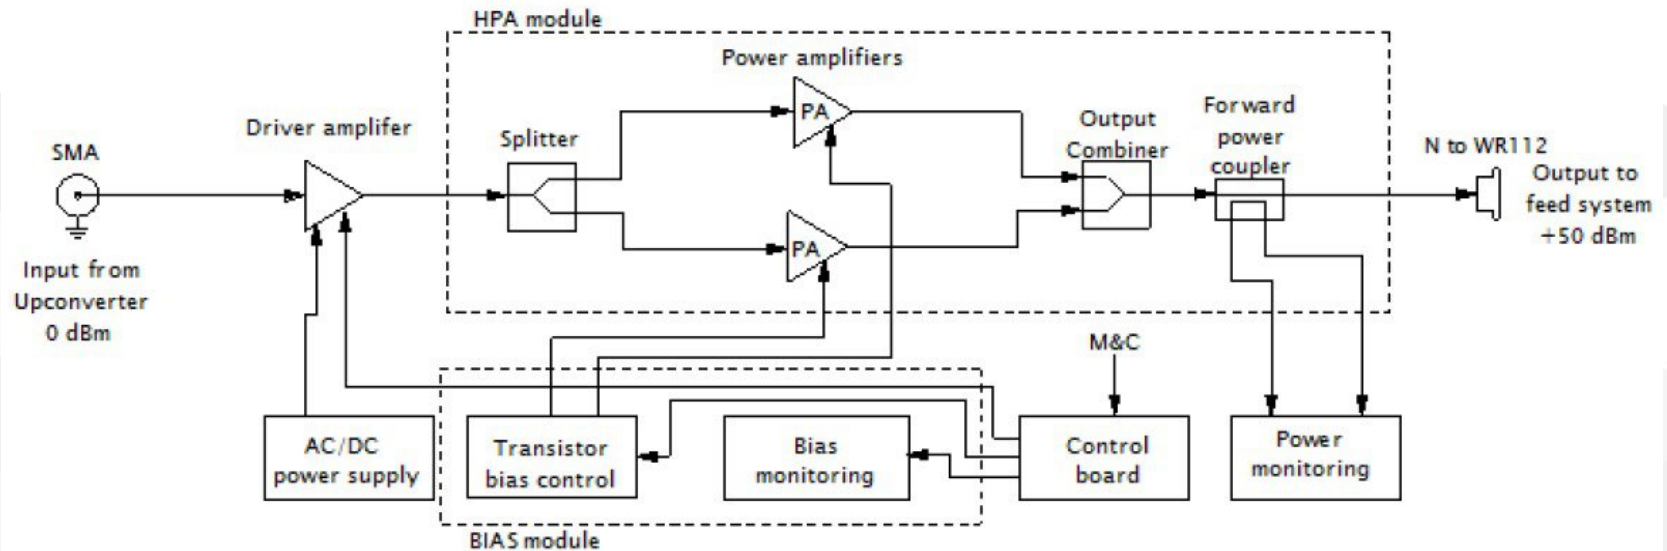 HPA module
Power amplifiers
PA
Driver amplifer
Splitter
SMA
Input from
Upconverter
0 dBm
PA
Output
Combiner
Forward
power
coupler
N to WR112
Output to
feed system
+50 dBm
M&C
AC/DC
power supply
Transistor
bias control
Bias
monitoring
Control
board
Power
monitoring
BIAS module